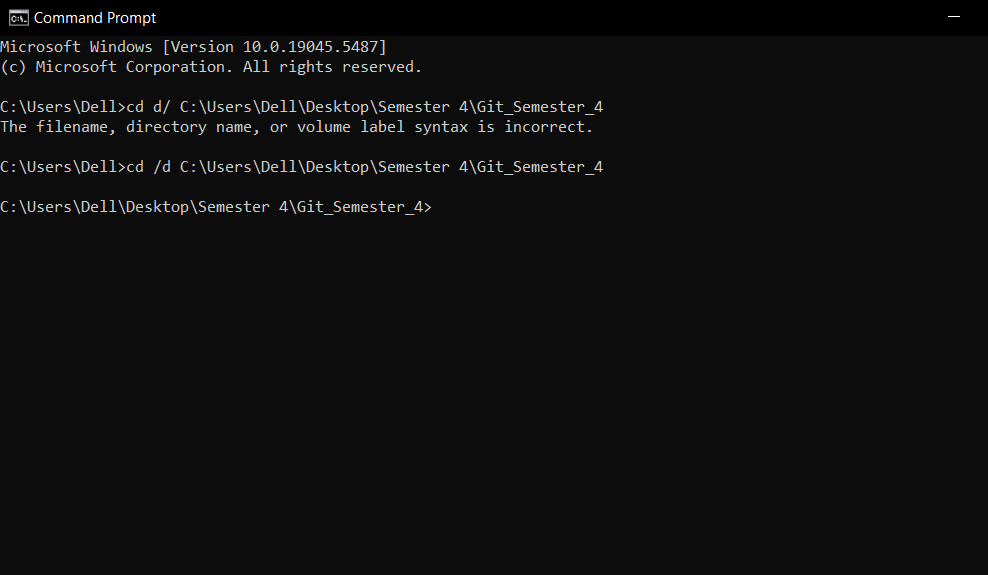 Command Prompt
Microsoft Windows [Version 10.0.19045.5487]
(c) Microsoft Corporation. All rights reserved.
C:\Users\Dell>cd d/ C:\Users\Dell\Desktop\Semester 4\Git_Semester_4
The filename, directory name, or volume label syntax is incorrect.
C:\Users\Dell>cd /d C:\Users\Dell\Desktop\Semester 4\Git_Semester_4
C:\Users\Dell\Desktop\Semester 4\Git_Semester_4>